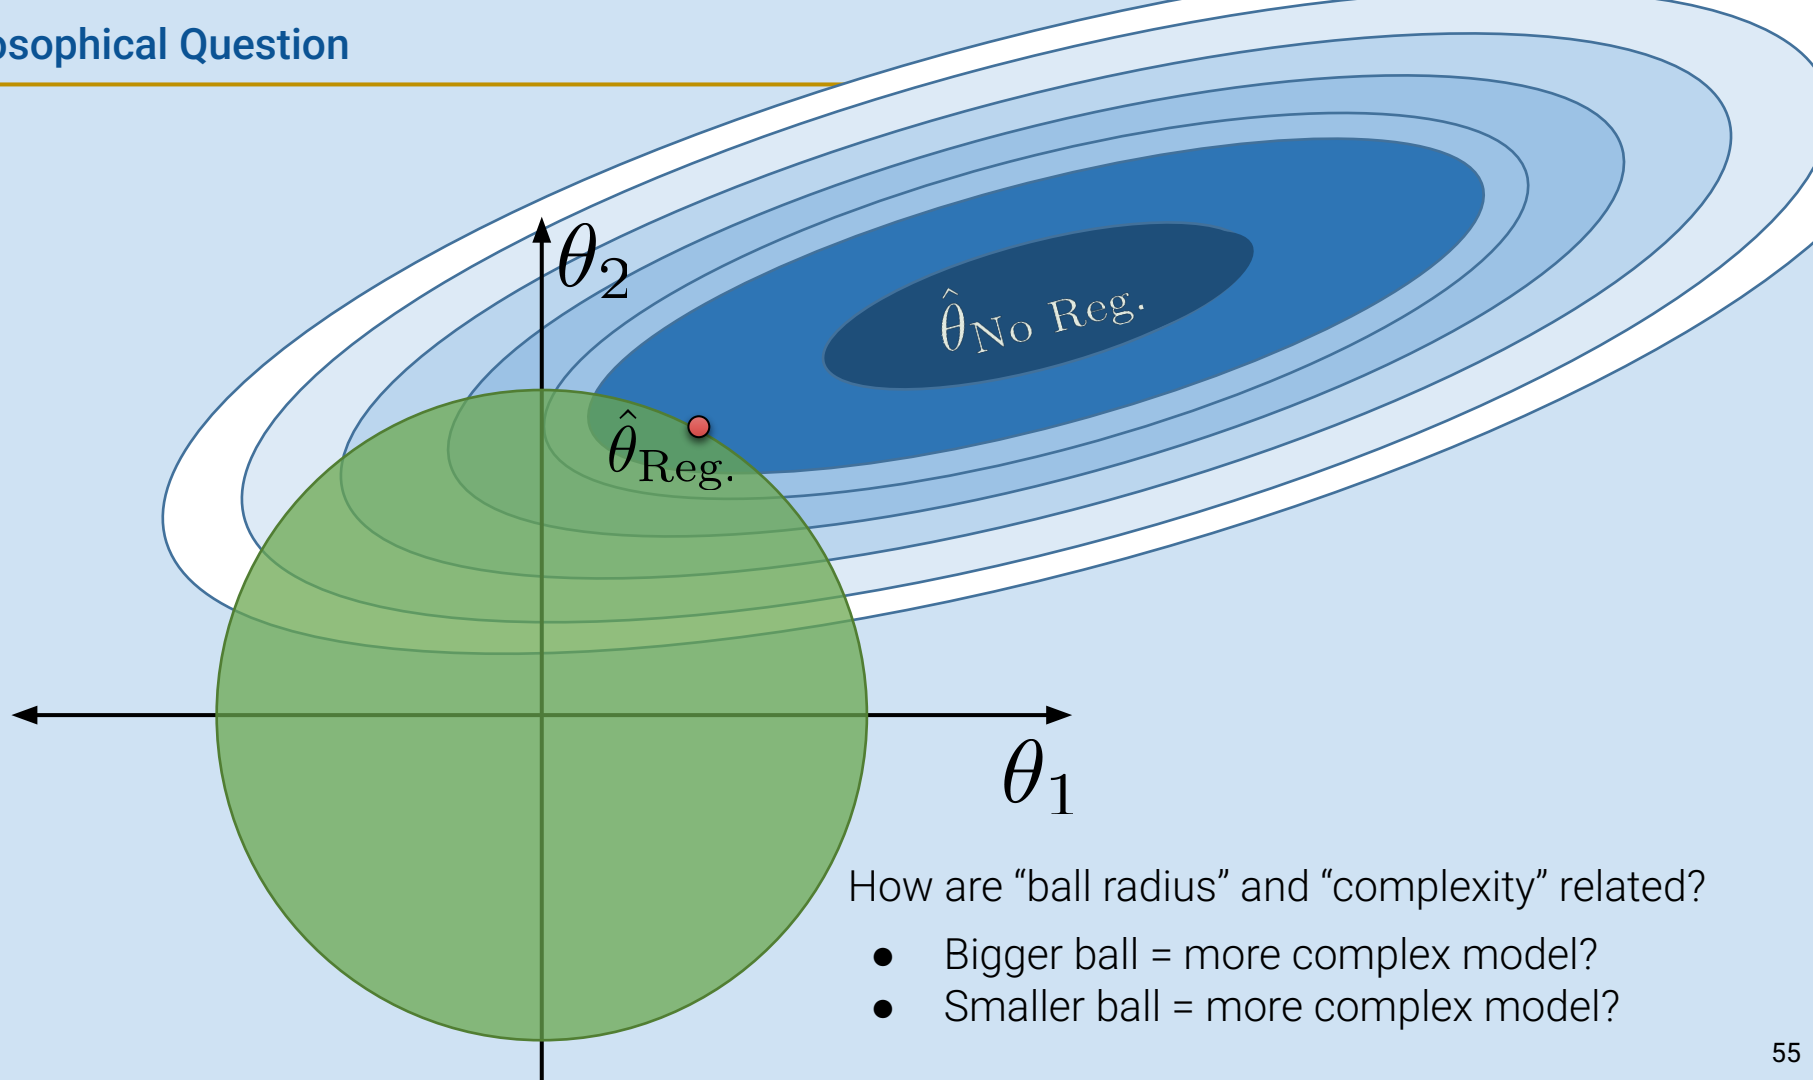 Question
θ₂
θ̂No Reg.
θ̂Reg.
θ₁
How are “ball radius” and “complexity” related?
● Bigger ball = more complex model?
● Smaller ball = more complex model?
55